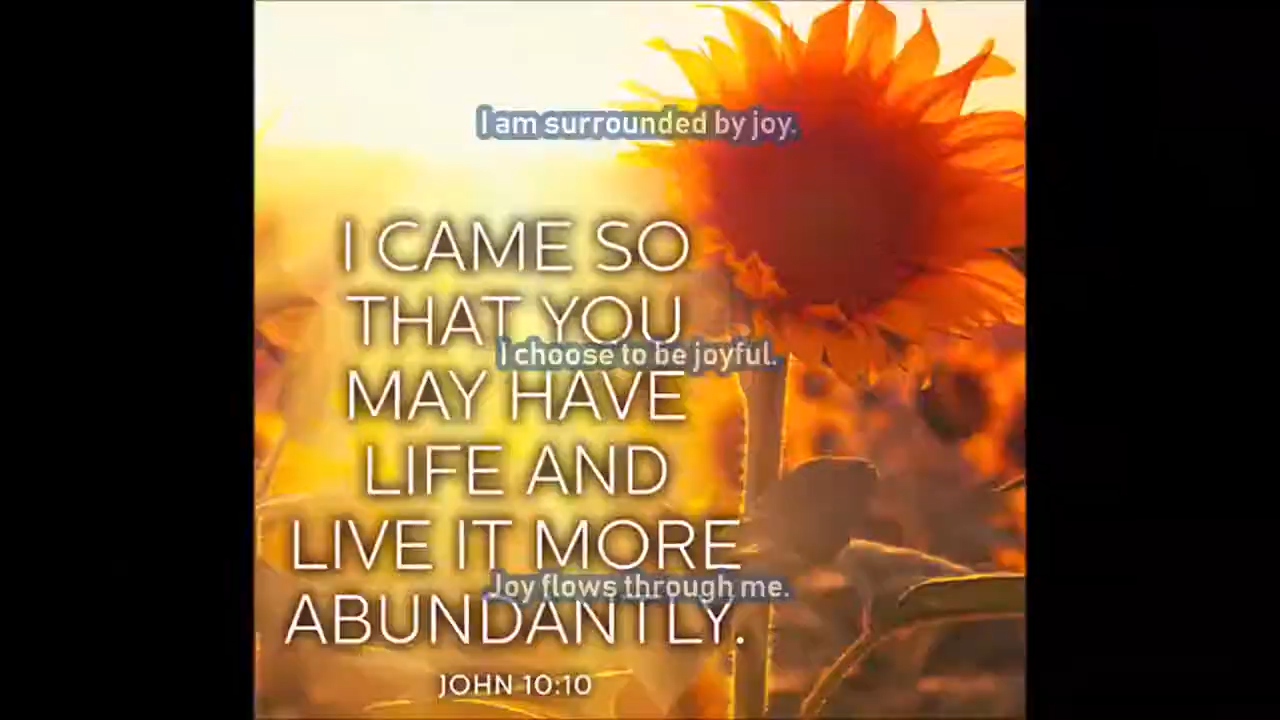 I am surrounded by joy.
I CAME SO
THAT YOU
I choose to be joyful.
MAY HAVE
LIFE AND
LIVE IT MORE
Joy flows through me.
ABUNDANTLY.
JOHN 10:10